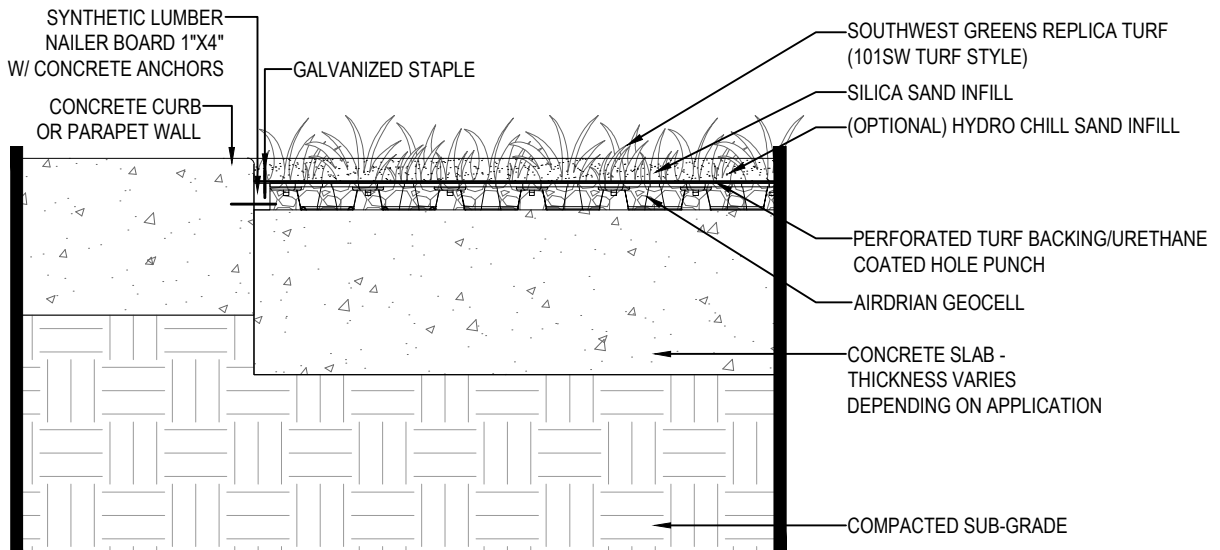 SYNTHETIC LUMBER
NAILER BOARD 1"X4"
W/ CONCRETE ANCHORS
GALVANIZED STAPLE
CONCRETE CURB
OR PARAPET WALL
SOUTHWEST GREENS REPLICA TURF
(101SW TURF STYLE)
SILICA SAND INFILL
(OPTIONAL) HYDRO CHILL SAND INFILL
PERFORATED TURF BACKING/URETHANE
COATED HOLE PUNCH
AIRDRIAN GEOCELL
CONCRETE SLAB -
THICKNESS VARIES
DEPENDING ON APPLICATION
COMPACTED SUB-GRADE